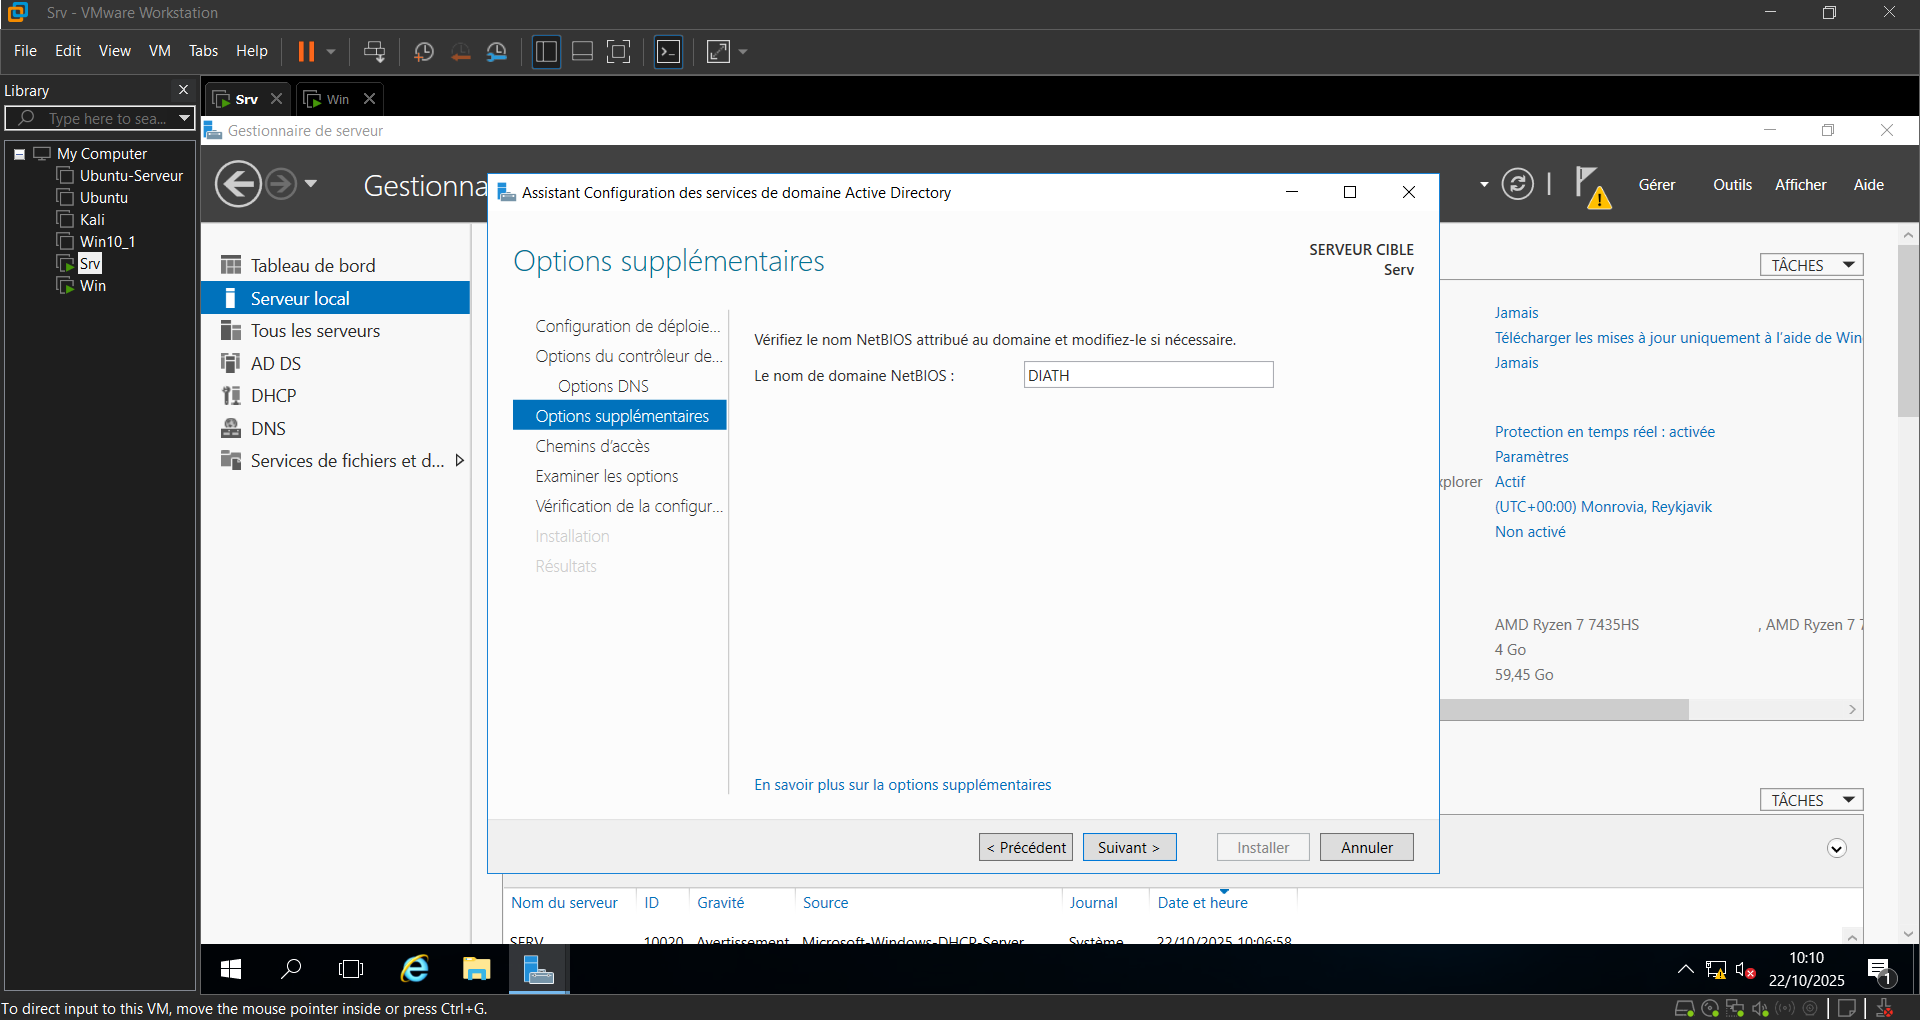 Srv - VMware Workstation
File Edit View VM Tabs Help
Library
Type here to sea...
My Computer
Ubuntu-Serveur
Ubuntu
Kali
Win10_1
Srv
Win
Srv
Win
Gestionnaire de serveur
Gestionna
Gérer Outils Afficher Aide
Tableau de bord
Serveur local
Tous les serveurs
AD DS
DHCP
DNS
Services de fichiers et d...
Assistant Configuration des services de domaine Active Directory
Options supplémentaires
SERVEUR CIBLE
Serv
Configuration de déploie...
Options du contrôleur de...
Options DNS
Options supplémentaires
Chemins d'accès
Examiner les options
Vérification de la configur...
Installation
Résultats
Vérifiez le nom NetBIOS attribué au domaine et modifiez-le si nécessaire.
Le nom de domaine NetBIOS : DIATH
En savoir plus sur la options supplémentaires
< Précédent Suivant > Installer Annuler
TÂCHES
Jamais
Télécharger les mises à jour uniquement à l'aide de Win
Jamais
Protection en temps réel : activée
Paramètres
xplorer Actif
(UTC+00:00) Monrovia, Reykjavik
Non activé
AMD Ryzen 7 7435HS , AMD Ryzen 7 7
4 Go
59,45 Go
TÂCHES
Nom du serveur ID Gravité Source Journal Date et heure
SERV 10020 Avertissement Microsoft-Windows-DHCP-Server Système 22/10/2025 10:06:58
10:10
22/10/2025
1
To direct input to this VM, move the mouse pointer inside or press Ctrl+G.